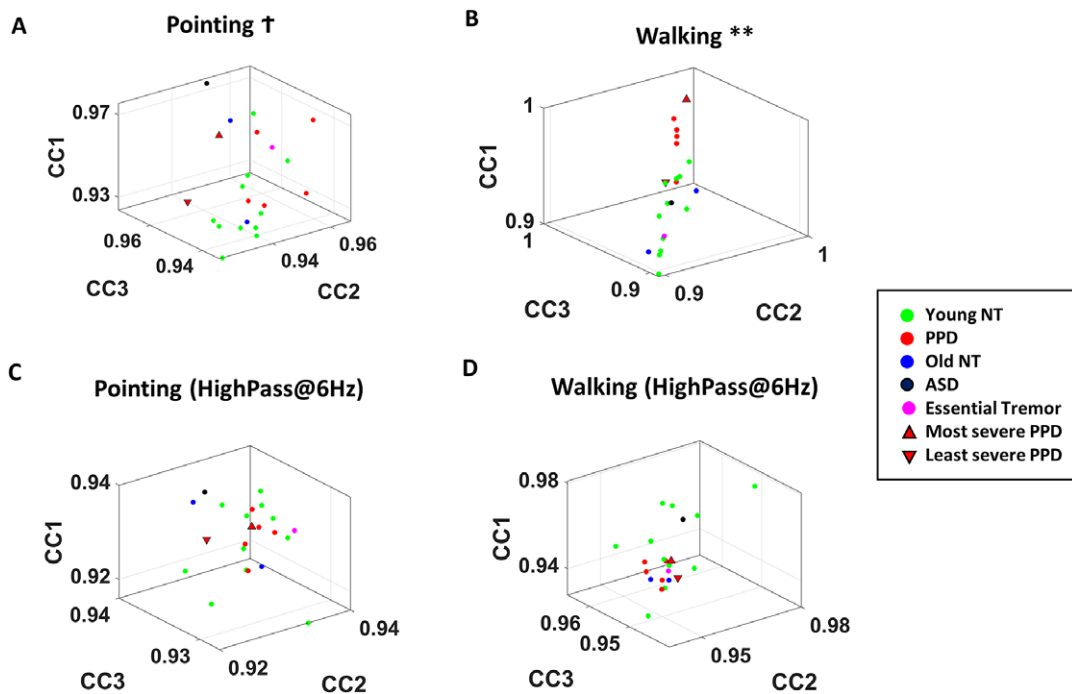 A
Pointing †
0.97
CC1
0.93
0.96
0.94
CC3
0.94
0.96
CC2
B
Walking **
1
CC1
0.9
1
CC3
0.9
0.9
CC2
1
Young NT
PPD
Old NT
ASD
Essential Tremor
Most severe PPD
Least severe PPD
C
Pointing (HighPass@6Hz)
0.94
CC1
0.92
0.94
0.93
CC3
0.92
CC2
0.94
D
Walking (HighPass@6Hz)
0.98
CC1
0.94
0.96
0.95
CC3
0.95
CC2
0.98